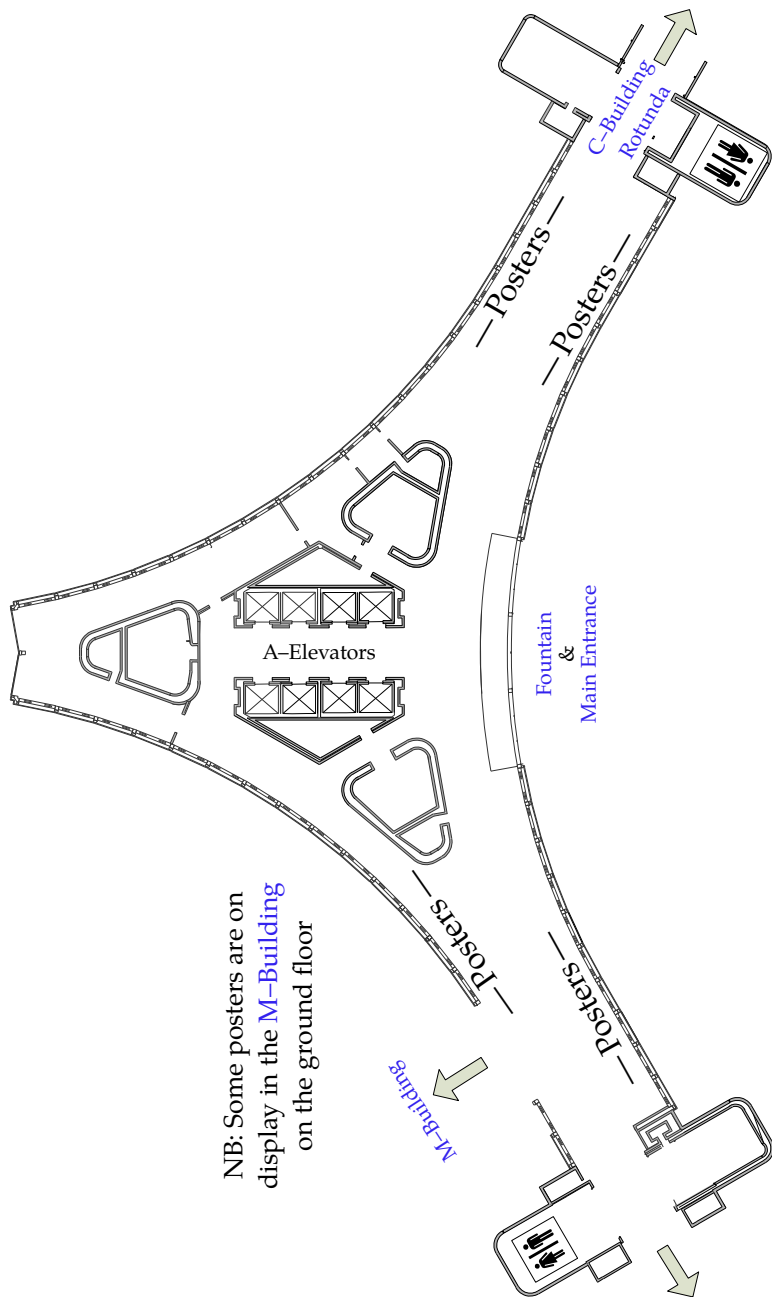 C–Building
Rotunda
— Posters —
— Posters —
A–Elevators
Fountain
&
Main Entrance
— Posters —
— Posters —
NB: Some posters are on
display in the M–Building
on the ground floor
M–Building